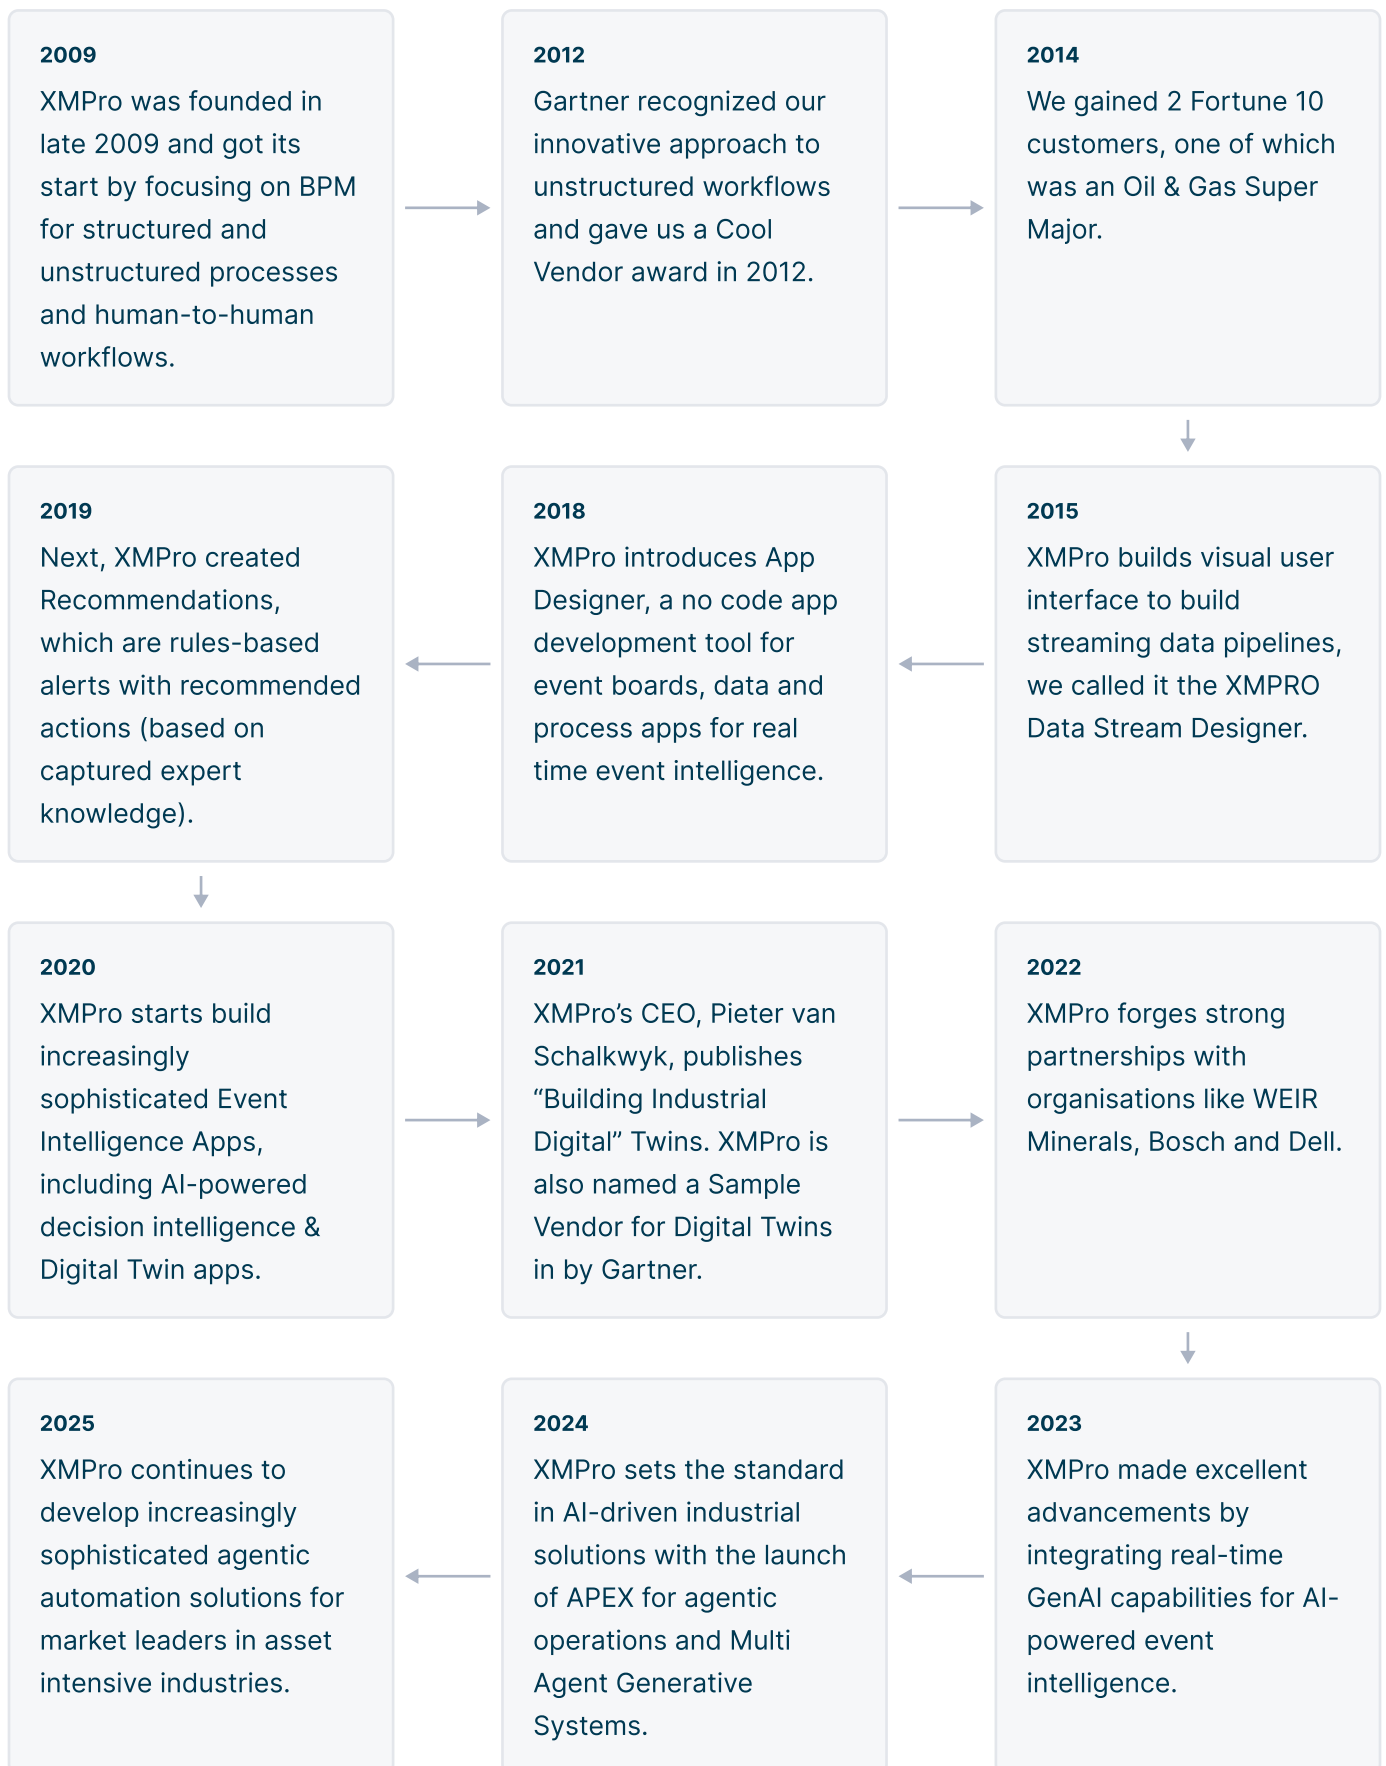 2009
XMPro was founded in
late 2009 and got its
start by focusing on BPM
for structured and
unstructured processes
and human-to-human
workflows.
2012
Gartner recognized our
innovative approach to
unstructured workflows
and gave us a Cool
Vendor award in 2012.
2014
We gained 2 Fortune 10
customers, one of which
was an Oil & Gas Super
Major.
2015
XMPro builds visual user
interface to build
streaming data pipelines,
we called it the XMPRO
Data Stream Designer.
2018
XMPro introduces App
Designer, a no code app
development tool for
event boards, data and
process apps for real
time event intelligence.
2019
Next, XMPro created
Recommendations,
which are rules-based
alerts with recommended
actions (based on
captured expert
knowledge).
2020
XMPro starts build
increasingly
sophisticated Event
Intelligence Apps,
including AI-powered
decision intelligence &
Digital Twin apps.
2021
XMPro’s CEO, Pieter van
Schalkwyk, publishes
“Building Industrial
Digital” Twins. XMPro is
also named a Sample
Vendor for Digital Twins
in by Gartner.
2022
XMPro forges strong
partnerships with
organisations like WEIR
Minerals, Bosch and Dell.
2023
XMPro made excellent
advancements by
integrating real-time
GenAI capabilities for AI-
powered event
intelligence.
2024
XMPro sets the standard
in AI-driven industrial
solutions with the launch
of APEX for agentic
operations and Multi
Agent Generative
Systems.
2025
XMPro continues to
develop increasingly
sophisticated agentic
automation solutions for
market leaders in asset
intensive industries.